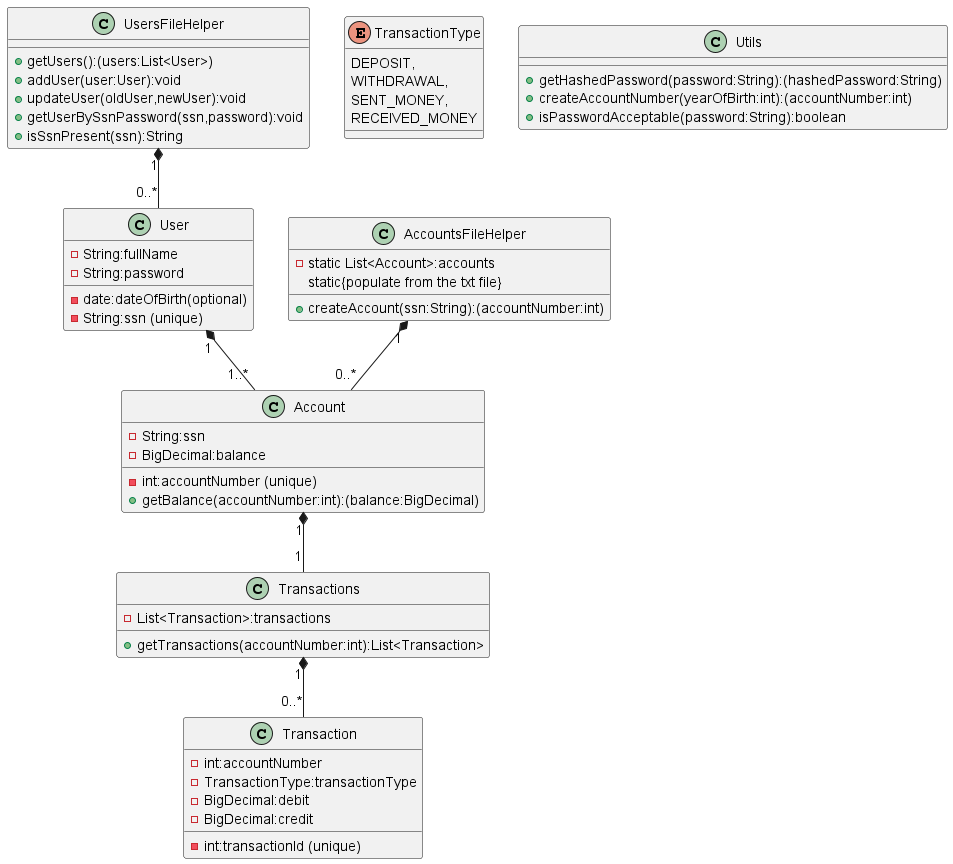 C UsersFileHelper
getUsers():(users:List<User>)
addUser(user:User):void
updateUser(oldUser,newUser):void
getUserBySsnPassword(ssn,password):void
isSsnPresent(ssn):String
E TransactionType
DEPOSIT,
WITHDRAWAL,
SENT_MONEY,
RECEIVED_MONEY
C Utils
getHashedPassword(password:String):(hashedPassword:String)
createAccountNumber(yearOfBirth:int):(accountNumber:int)
isPasswordAcceptable(password:String):boolean
1
0..*
C User
String:fullName
String:password
date:dateOfBirth(optional)
String:ssn (unique)
C AccountsFileHelper
static List<Account>:accounts
static{populate from the txt file}
createAccount(ssn:String):(accountNumber:int)
1
1..*
1
0..*
C Account
String:ssn
BigDecimal:balance
int:accountNumber (unique)
getBalance(accountNumber:int):(balance:BigDecimal)
1
1
C Transactions
List<Transaction>:transactions
getTransactions(accountNumber:int):List<Transaction>
1
0..*
C Transaction
int:accountNumber
TransactionType:transactionType
BigDecimal:debit
BigDecimal:credit
int:transactionId (unique)